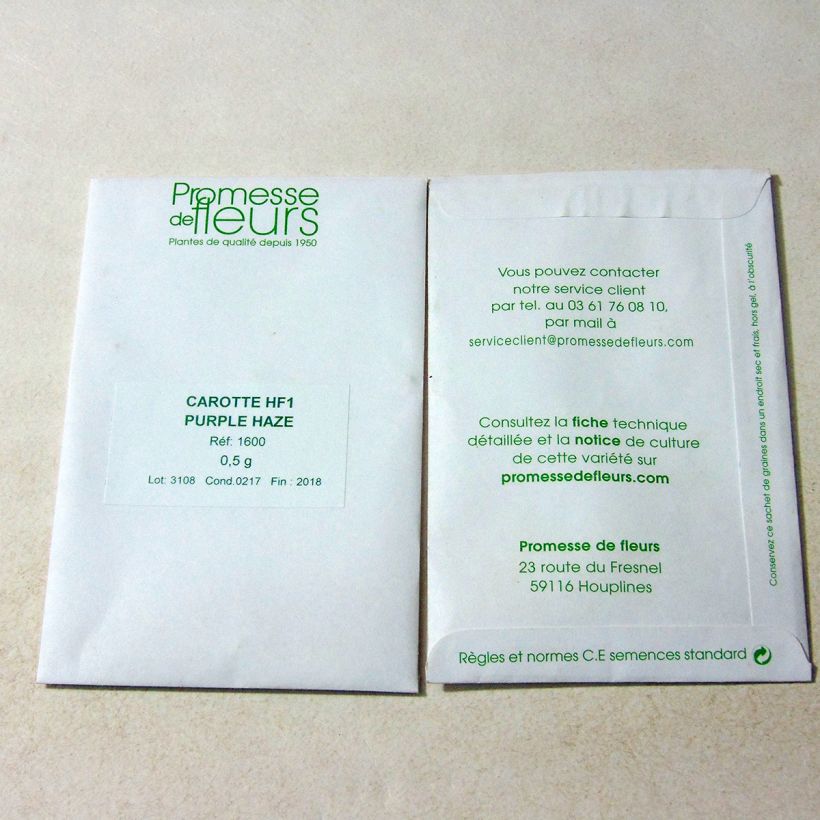 Promesse
de fleurs
Plantes de qualité depuis 1950
CAROTTE HF1
PURPLE HAZE
Réf: 1600
0,5 g
Lot: 3108 Cond.0217 Fin : 2018
Vous pouvez contacter
notre service client
par tel. au 03 61 76 08 10,
par mail à
serviceclient@promessedefleurs.com
Consultez la fiche technique
détaillée et la notice de culture
de cette variété sur
promessedefleurs.com
Promesse de fleurs
23 route du Fresnel
59116 Houplines
Règles et normes C.E semences standard
Conservez ce sachet de graines dans un endroit sec et frais, hors gel, à l'obscurité